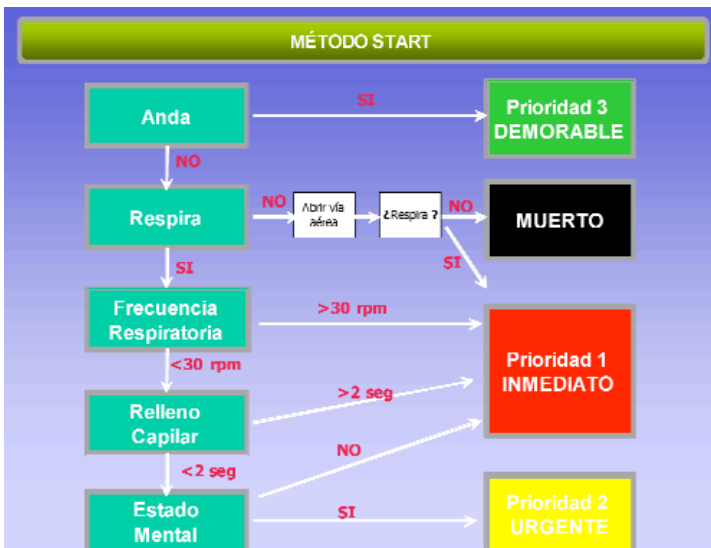 MÉTODO START
Anda
SI
Prioridad 3
DEMORABLE
NO
Respira
NO
Abrir vía
aérea
¿Respira ?
NO
MUERTO
SI
SI
Frecuencia
Respiratoria
>30 rpm
<30 rpm
Prioridad 1
INMEDIATO
Relleno
Capilar
>2 seg
<2 seg
NO
Estado
Mental
SI
Prioridad 2
URGENTE